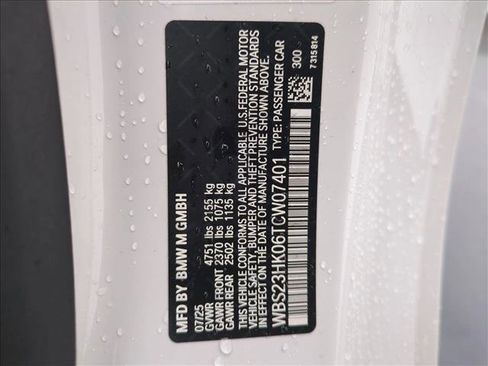 MFD BY BMW M GMBH
07/25
GVWR 4751 lbs 2155 kg
GAWR FRONT 2370 lbs 1075 kg
GAWR REAR 2502 lbs 1135 kg
THIS VEHICLE CONFORMS TO ALL APPLICABLE U.S.FEDERAL MOTOR
VEHICLE SAFETY, BUMPER AND THEFT PREVENTION STANDARDS
IN EFFECT ON THE DATE OF MANUFACTURE SHOWN ABOVE.
WBS23HK06TCW07401 TYPE: PASSENGER CAR
300
7315814